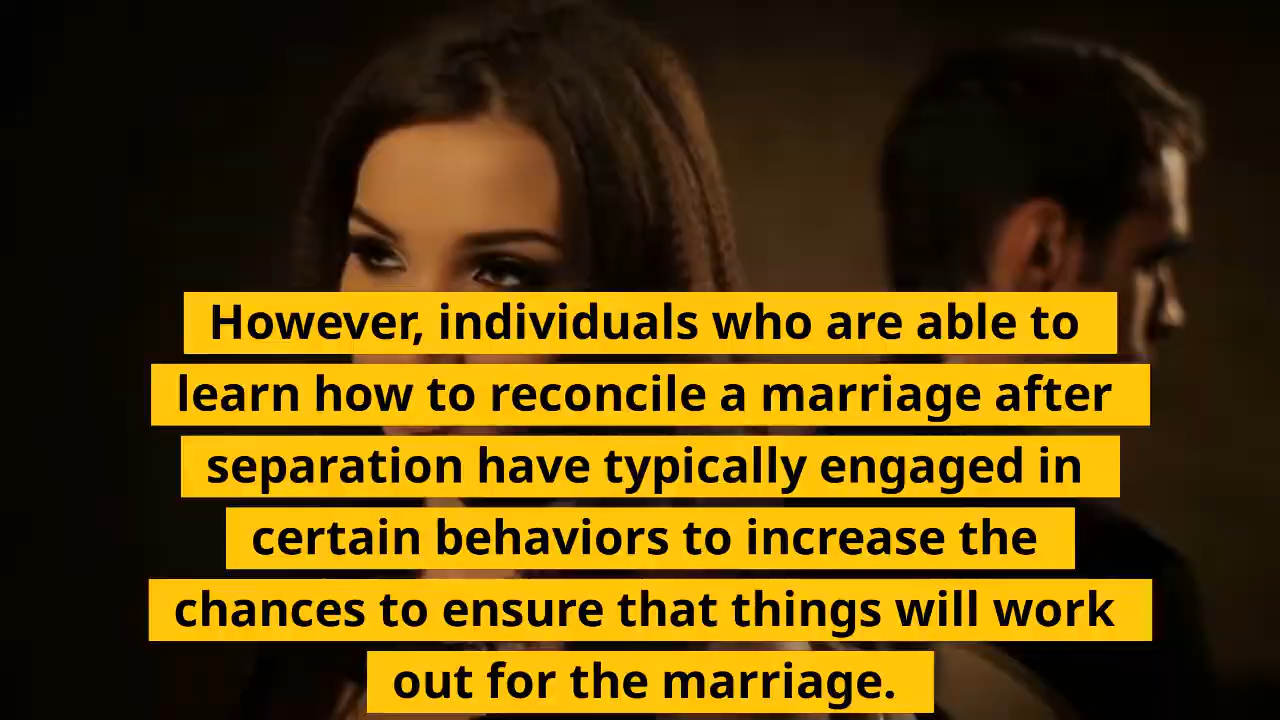 However, individuals who are able to
learn how to reconcile a marriage after
separation have typically engaged in
certain behaviors to increase the
chances to ensure that things will work
out for the marriage.